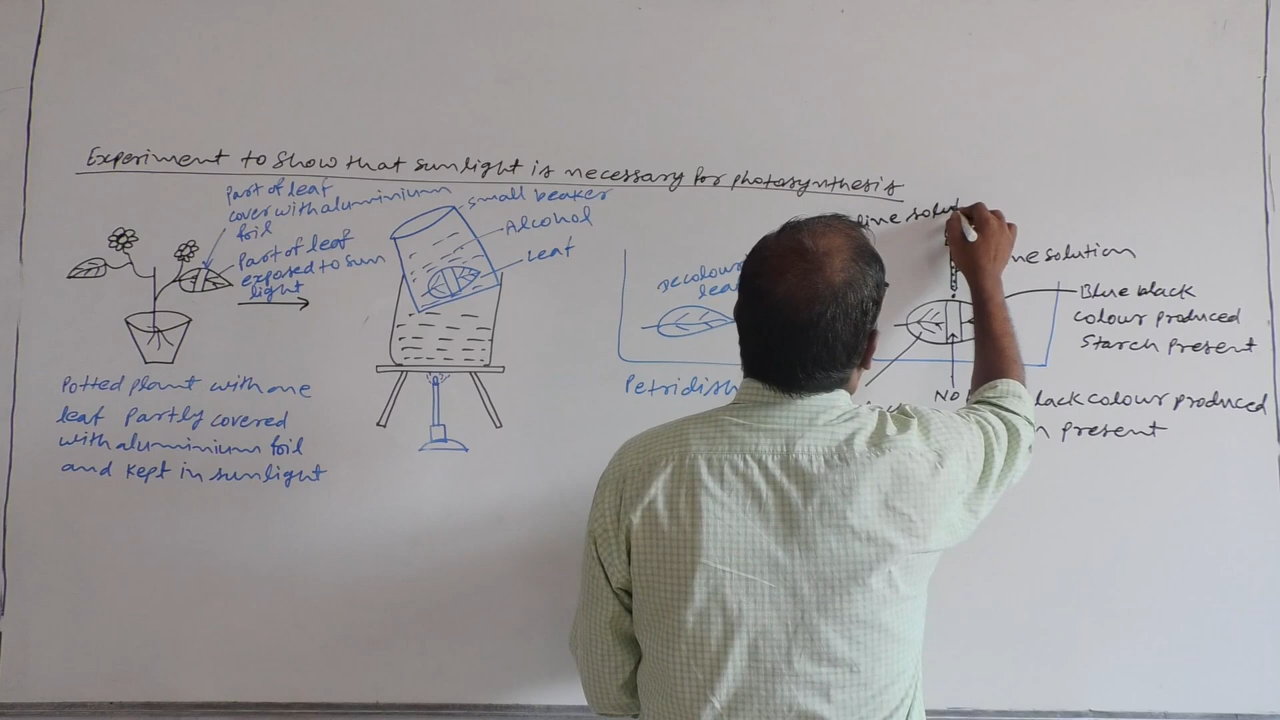 Experiment to show that sunlight is necessary for photosynthesis
Part of leaf
cover with aluminium
foil
Part of leaf
exposed to sun
light
small beaker
Alcohol
Leaf
Potted plant with one
leaf partly covered
with aluminium foil
and kept in sunlight
Petridish
solution
Blue black
colour produced
Starch present
No
colour produced
present